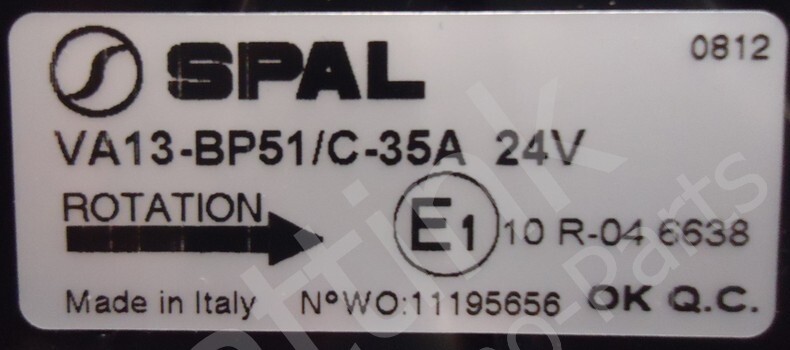 SPAL 0812
VA13-BP51/C-35A 24V
ROTATION
E1 10 R-04 6638
Made in Italy N°WO:11195656 OK Q.C.